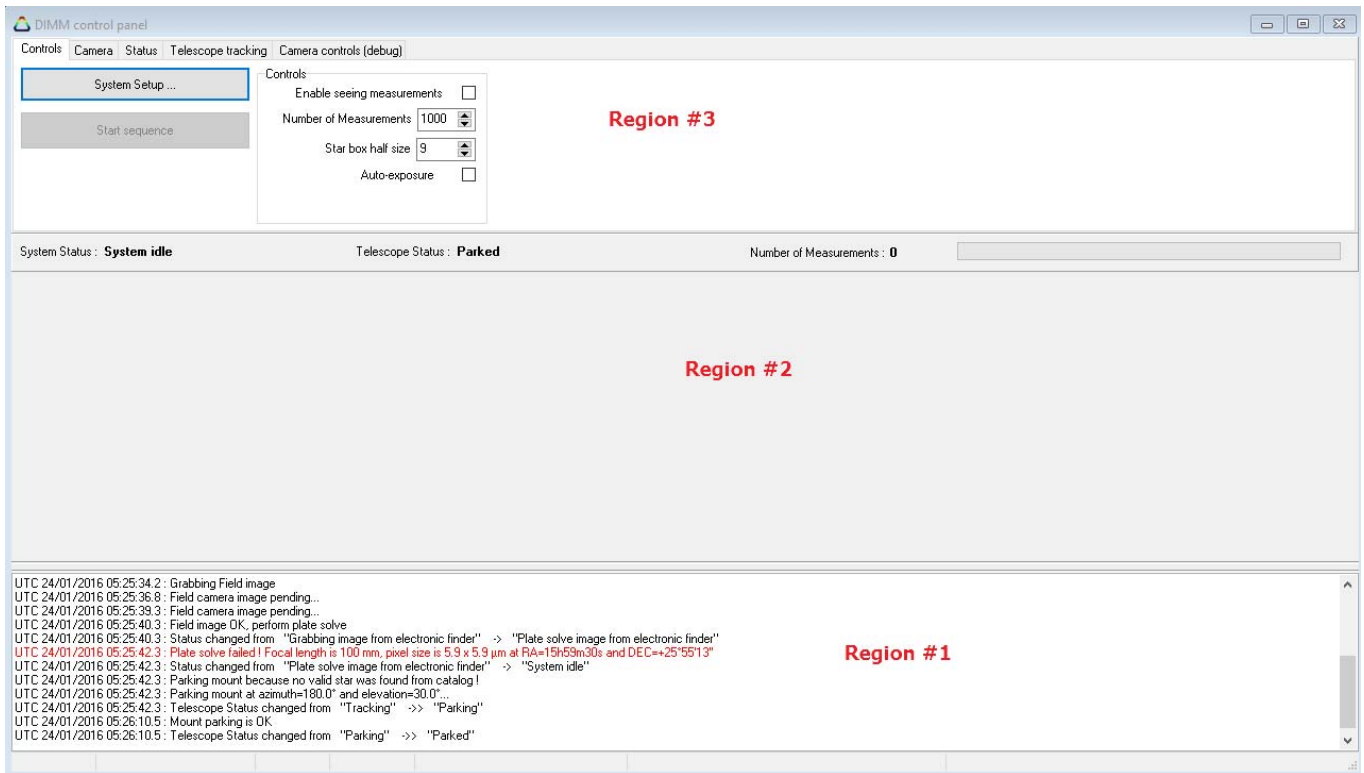 DIMM control panel
Controls Camera Status Telescope tracking Camera controls (debug)
System Setup ...
Start sequence
Controls
Enable seeing measurements
Number of Measurements 1000
Star box half size 9
Auto-exposure
Region #3
System Status : System idle Telescope Status : Parked Number of Measurements : 0
Region #2
UTC 24/01/2016 05:25:34.2 : Grabbing Field image
UTC 24/01/2016 05:25:36.8 : Field camera image pending...
UTC 24/01/2016 05:25:39.3 : Field camera image pending...
UTC 24/01/2016 05:25:40.3 : Field image OK, perform plate solve
UTC 24/01/2016 05:25:40.3 : Status changed from "Grabbing image from electronic finder" -> "Plate solve image from electronic finder"
UTC 24/01/2016 05:25:42.3 : Plate solve failed ! Focal length is 100 mm, pixel size is 5.9 x 5.9 µm at RA=15h59m30s and DEC=+25°55'13"
UTC 24/01/2016 05:25:42.3 : Status changed from "Plate solve image from electronic finder" -> "System idle"
UTC 24/01/2016 05:25:42.3 : Parking mount because no valid star was found from catalog !
UTC 24/01/2016 05:25:42.3 : Parking mount at azimuth=180.0° and elevation=30.0°...
UTC 24/01/2016 05:25:42.3 : Telescope Status changed from "Tracking" ->> "Parking"
UTC 24/01/2016 05:26:10.5 : Mount parking is OK
UTC 24/01/2016 05:26:10.5 : Telescope Status changed from "Parking" ->> "Parked"
Region #1